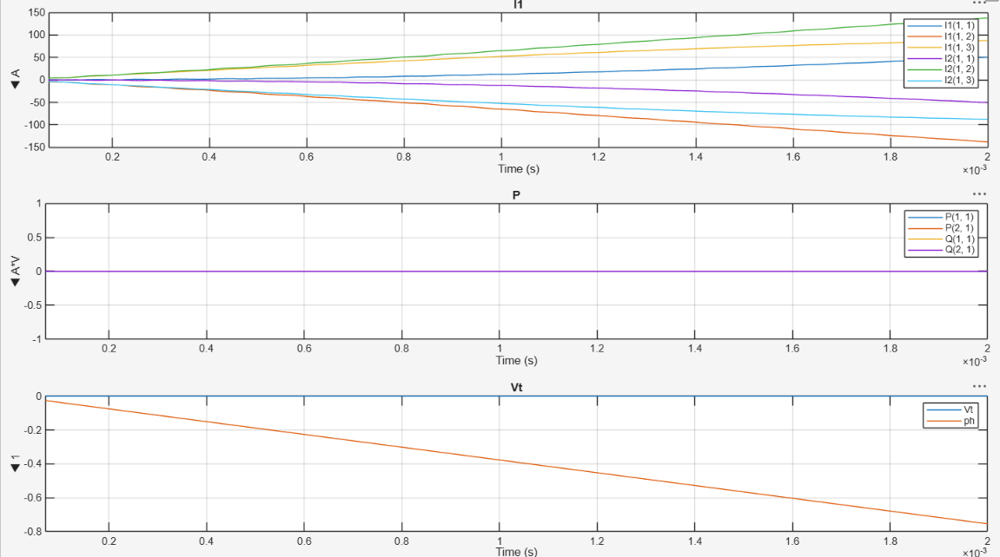 I1
150
100
50
0
-50
-100
-150
A
0.2 0.4 0.6 0.8 1 1.2 1.4 1.6 1.8 2
Time (s)
×10-3
I1(1, 1)
I1(1, 2)
I1(1, 3)
I2(1, 1)
I2(1, 2)
I2(1, 3)
P
1
0.5
0
-0.5
-1
A*V
0.2 0.4 0.6 0.8 1 1.2 1.4 1.6 1.8 2
Time (s)
×10-3
P(1, 1)
P(2, 1)
Q(1, 1)
Q(2, 1)
Vt
0
-0.2
-0.4
-0.6
-0.8
1
0.2 0.4 0.6 0.8 1 1.2 1.4 1.6 1.8 2
Time (s)
×10-3
Vt
ph